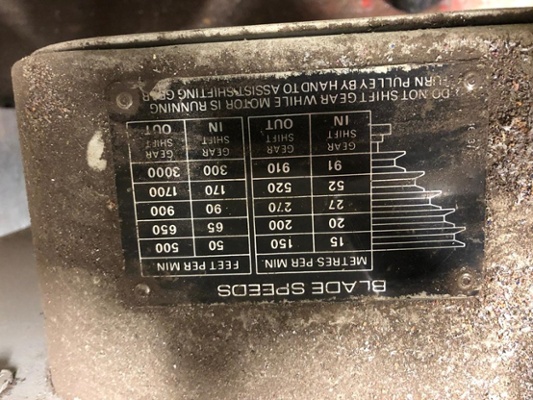 BLADE SPEEDS
METRES PER MIN FEET PER MIN
15 150 50 500
20 200 65 650
27 270 90 900
52 520 170 1700
91 910 300 3000
GEAR GEAR GEAR GEAR
SHIFT SHIFT SHIFT SHIFT
IN OUT IN OUT
DO NOT SHIFT GEAR WHILE MOTOR IS RUNNING
TURN PULLEY BY HAND TO ASSIST SHIFTING GEAR